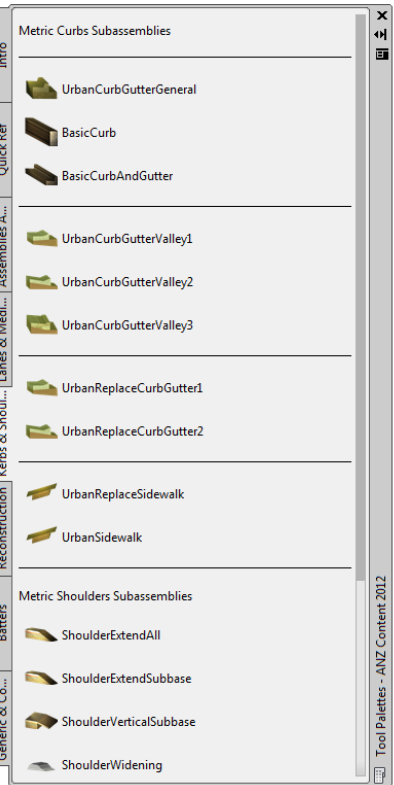 Metric Curbs Subassemblies
UrbanCurbGutterGeneral
BasicCurb
BasicCurbAndGutter
UrbanCurbGutterValley1
UrbanCurbGutterValley2
UrbanCurbGutterValley3
UrbanReplaceCurbGutter1
UrbanReplaceCurbGutter2
UrbanReplaceSidewalk
UrbanSidewalk
Metric Shoulders Subassemblies
ShoulderExtendAll
ShoulderExtendSubbase
ShoulderVerticalSubbase
ShoulderWidening
Intro
Quick Ref
Assemblies A...
Lanes & Medi...
Kerbs & Shoul...
Reconstruction
Batters
Generic & Co...
Tool Palettes - ANZ Content 2012